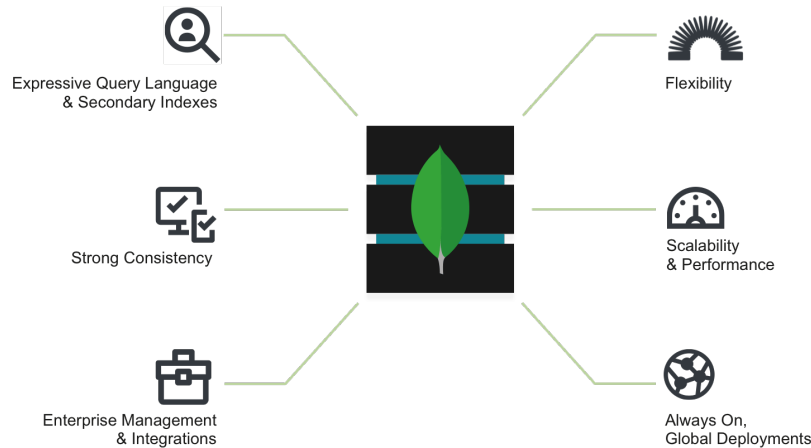 Expressive Query Language
& Secondary Indexes
Flexibility
Strong Consistency
Scalability
& Performance
Enterprise Management
& Integrations
Always On,
Global Deployments